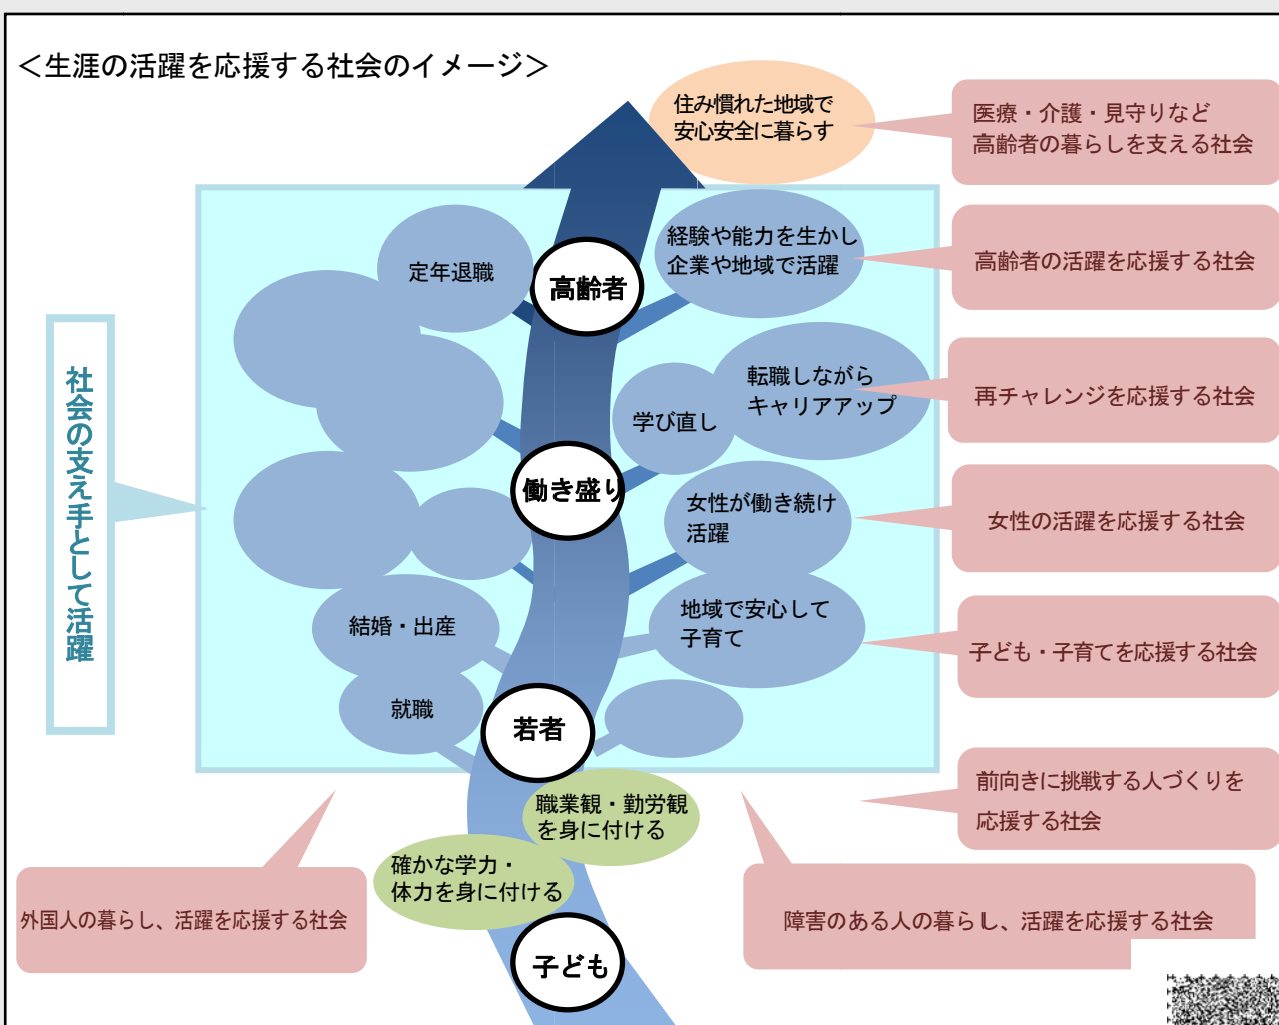 ＜生涯の活躍を応援する社会のイメージ＞
住み慣れた地域で
安心安全に暮らす
医療・介護・見守りなど
高齢者の暮らしを支える社会
定年退職
高齢者
経験や能力を生かし
企業や地域で活躍
高齢者の活躍を応援する社会
社会の支え手として活躍
転職しながら
キャリアアップ
学び直し
再チャレンジを応援する社会
働き盛り
女性が働き続け
活躍
女性の活躍を応援する社会
結婚・出産
地域で安心して
子育て
子ども・子育てを応援する社会
就職
若者
職業観・勤労観
を身に付ける
前向きに挑戦する人づくりを
応援する社会
確かな学力・
体力を身に付ける
外国人の暮らし、活躍を応援する社会
障害のある人の暮らし、活躍を応援する社会
子ども